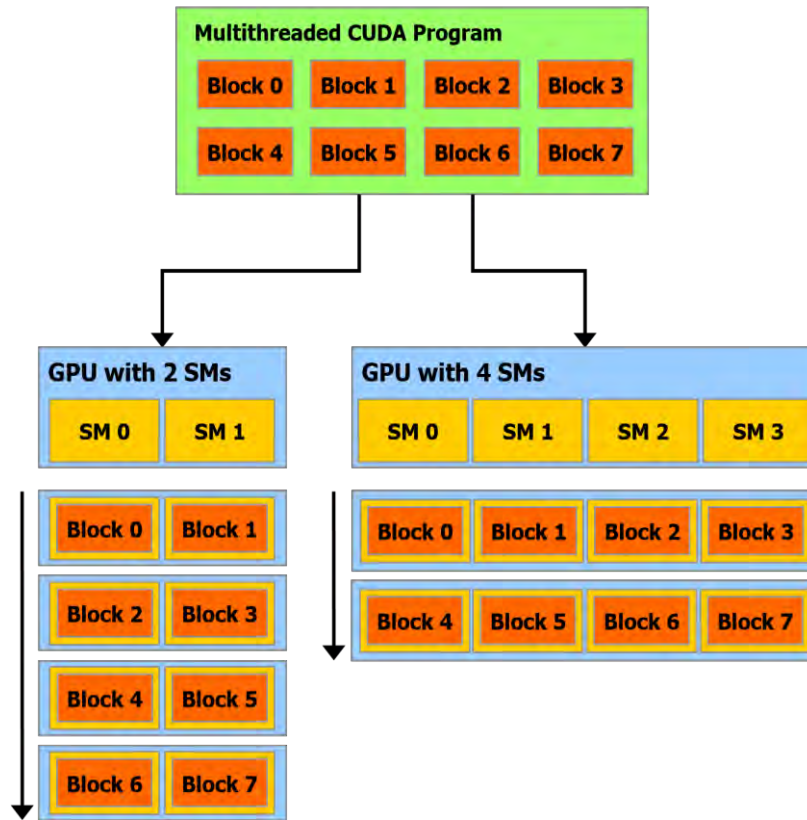 Multithreaded CUDA Program
Block 0 Block 1 Block 2 Block 3
Block 4 Block 5 Block 6 Block 7
GPU with 2 SMs
SM 0 SM 1
Block 0 Block 1
Block 2 Block 3
Block 4 Block 5
Block 6 Block 7
GPU with 4 SMs
SM 0 SM 1 SM 2 SM 3
Block 0 Block 1 Block 2 Block 3
Block 4 Block 5 Block 6 Block 7